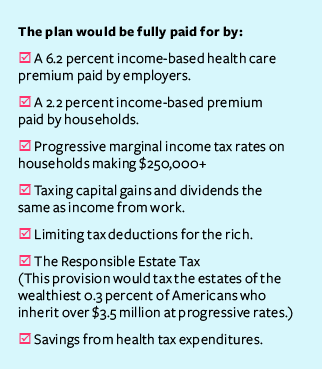 The plan would be fully paid for by:
☑ A 6.2 percent income-based health care
premium paid by employers.
☑ A 2.2 percent income-based premium
paid by households.
☑ Progressive marginal income tax rates on
households making $250,000+
☑ Taxing capital gains and dividends the
same as income from work.
☑ Limiting tax deductions for the rich.
☑ The Responsible Estate Tax
(This provision would tax the estates of the
wealthiest 0.3 percent of Americans who
inherit over $3.5 million at progressive rates.)
☑ Savings from health tax expenditures.